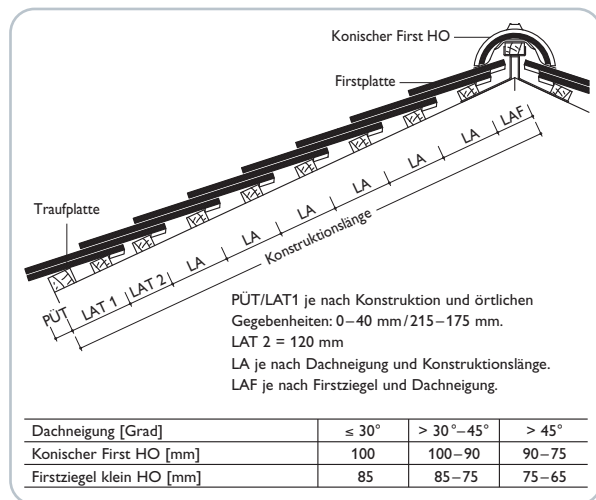 Konischer First HO
Firstplatte
Traufplatte
PÜT
LAT 1
LAT 2
LA
LA
LA
LA
LA
LA
LAF
Konstruktionslänge
PÜT/LAT1 je nach Konstruktion und örtlichen
Gegebenheiten: 0–40 mm/215–175 mm.
LAT 2 = 120 mm
LA je nach Dachneigung und Konstruktionslänge.
LAF je nach Firstziegel und Dachneigung.
Dachneigung [Grad] ≤ 30° > 30°–45° > 45°
Konischer First HO [mm] 100 100–90 90–75
Firstziegel klein HO [mm] 85 85–75 75–65